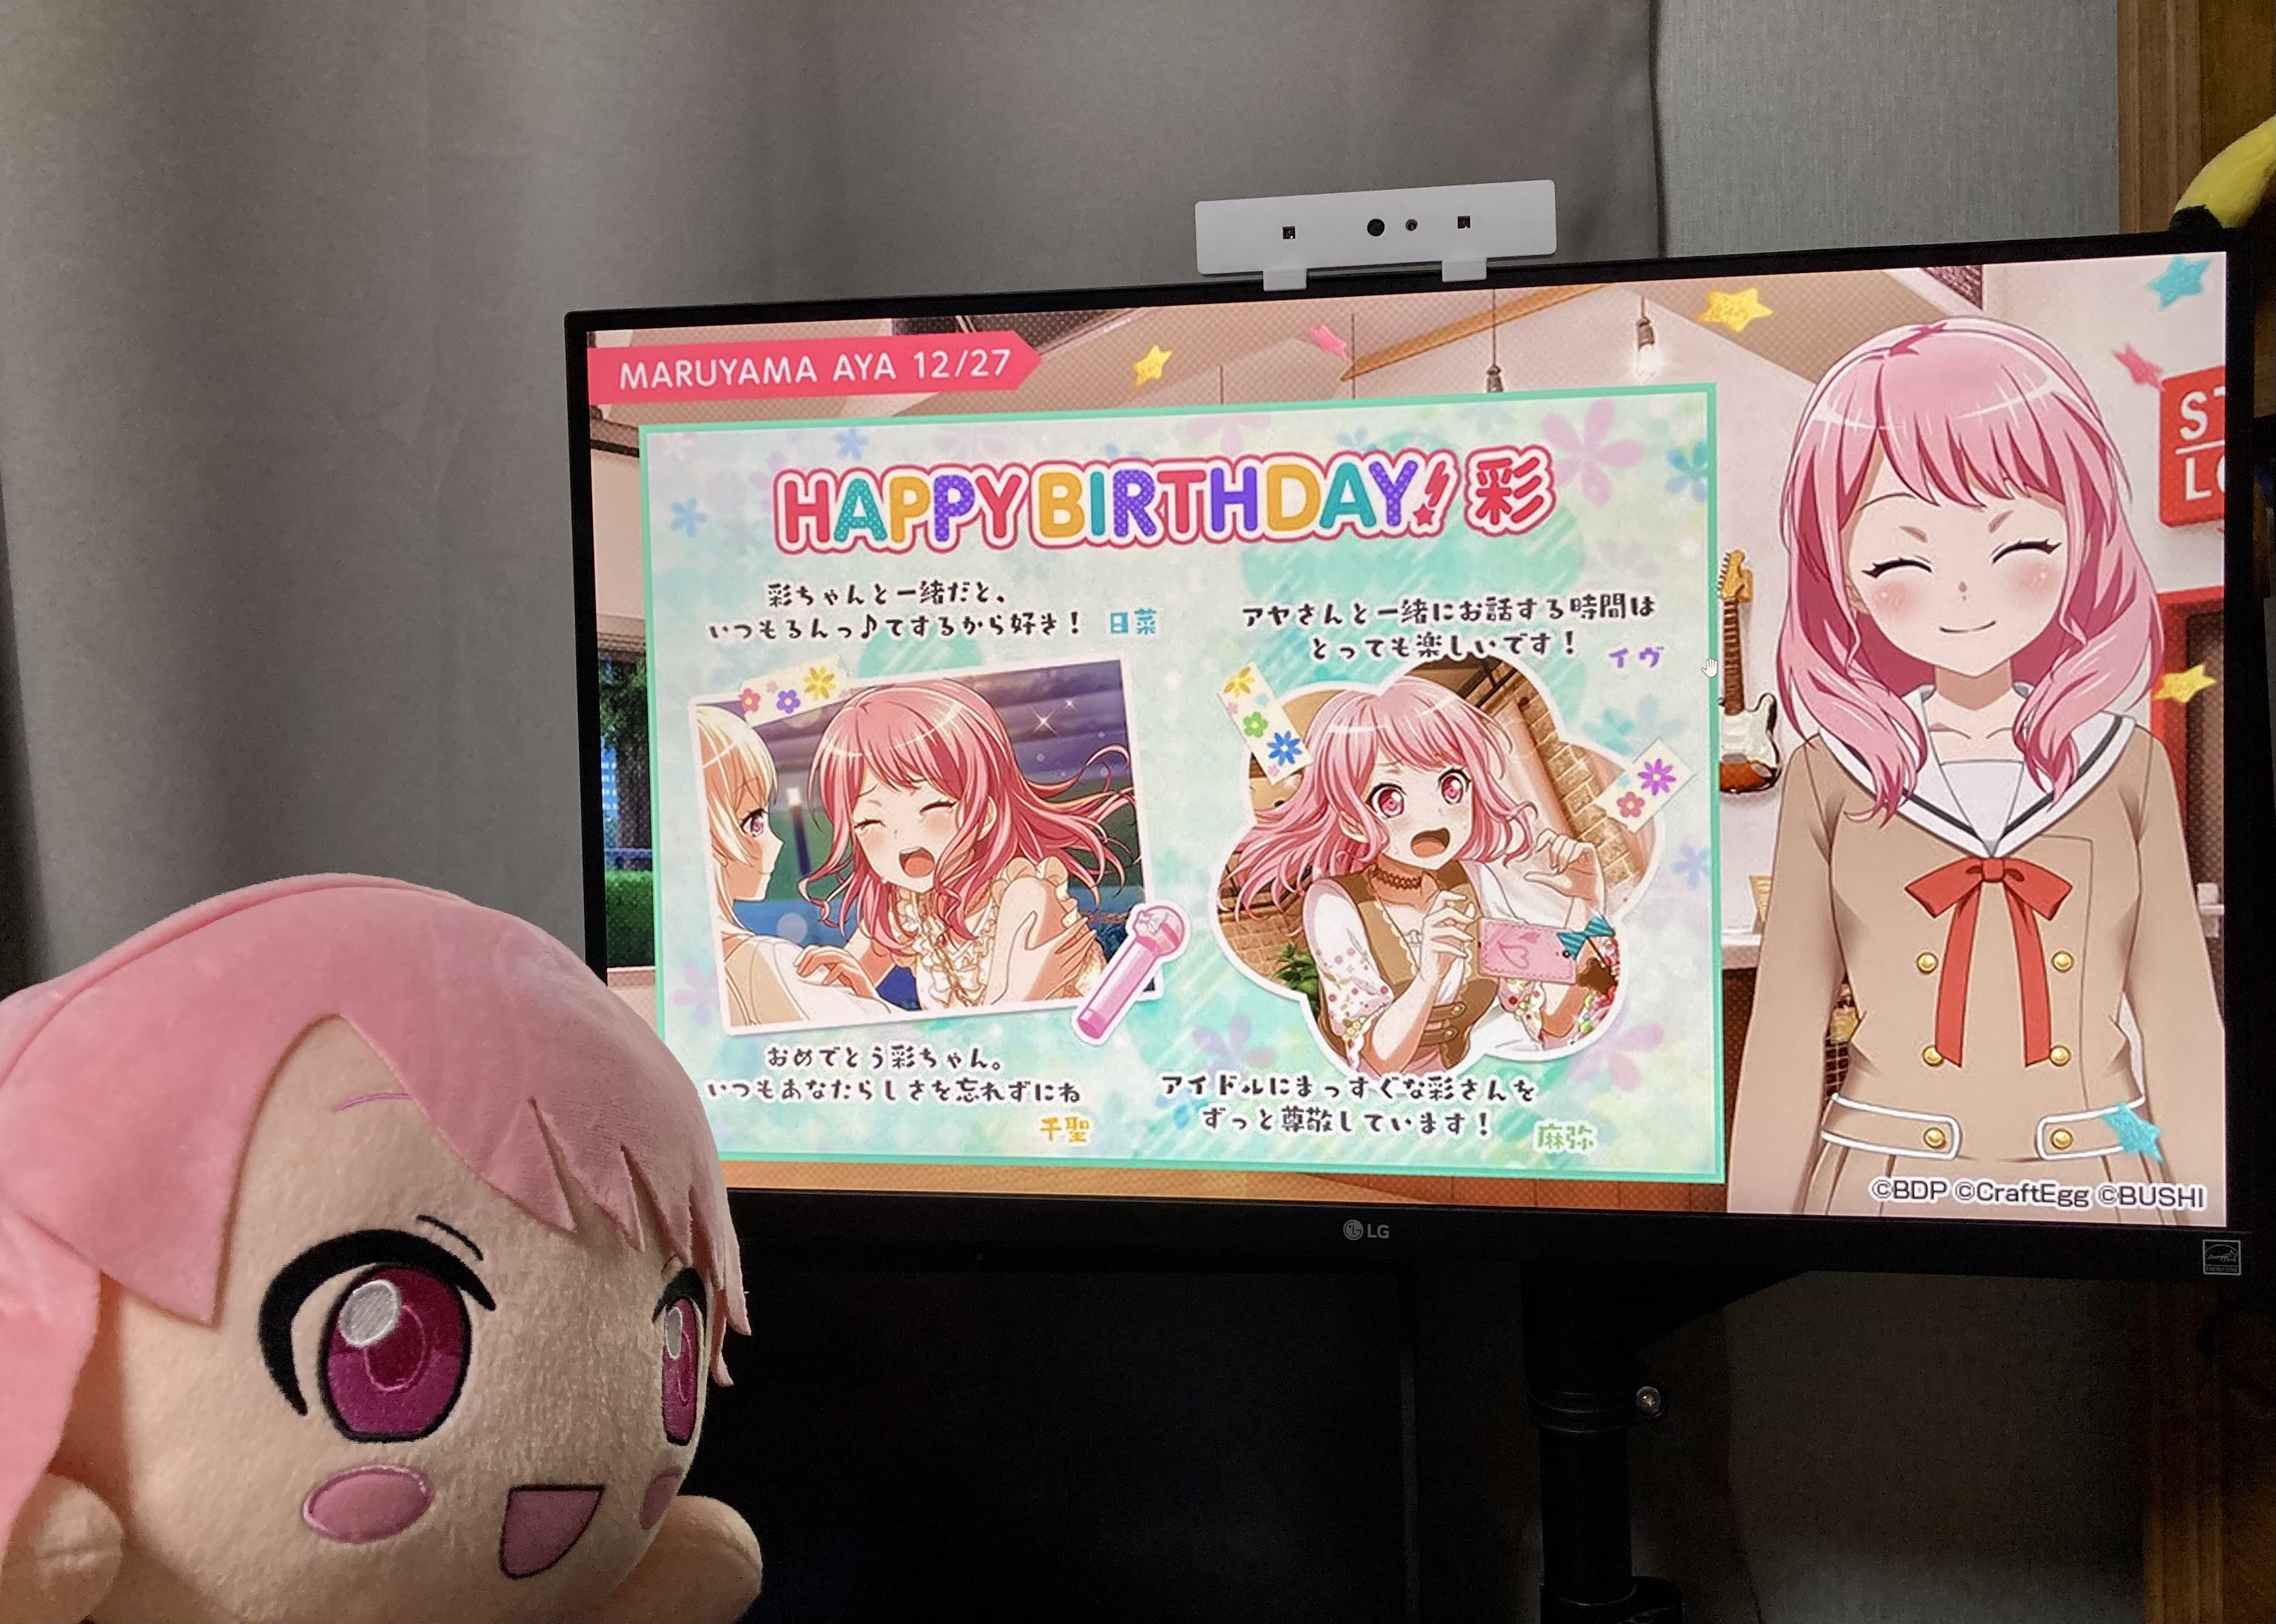 MARUYAMA AYA 12/27
HAPPY BIRTHDAY! 彩
彩ちゃんと一緒だと、
いつもるんっ♪てするから好き！ 日菜
アヤさんと一緒にお話する時間は
とっても楽しいです！
イヴ
おめでとう彩ちゃん。
いつもあなたらしさを忘れずにね
千聖
アイドルにまっすぐな彩さんを
ずっと尊敬しています！
麻弥
©BDP ©CraftEgg ©BUSHI
LG